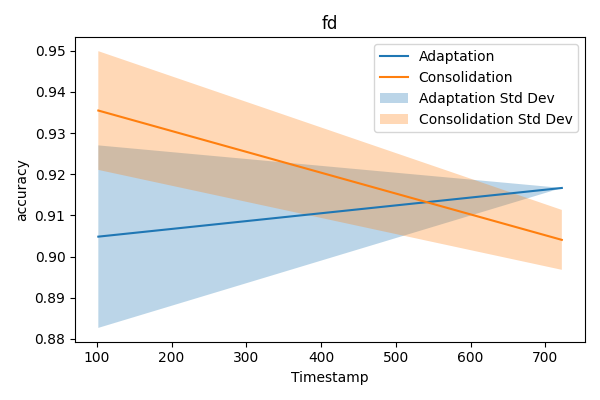 fd
0.95
0.94
0.93
0.92
0.91
0.90
0.89
0.88
accuracy
Adaptation
Consolidation
Adaptation Std Dev
Consolidation Std Dev
100 200 300 400 500 600 700
Timestamp